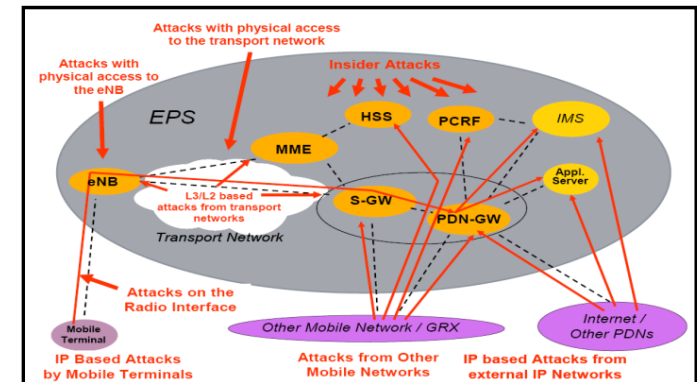 Attacks with physical access
to the transport network
Attacks with
physical access to
the eNB
Insider Attacks
EPS
HSS
PCRF
IMS
MME
eNB
Appl.
Server
L3/L2 based
attacks from transport
networks
S-GW
PDN-GW
Transport Network
Attacks on the
Radio Interface
Mobile
Terminal
Other Mobile Network / GRX
Internet /
Other PDNs
IP Based Attacks
by Mobile Terminals
Attacks from Other
Mobile Networks
IP based Attacks from
external IP Networks